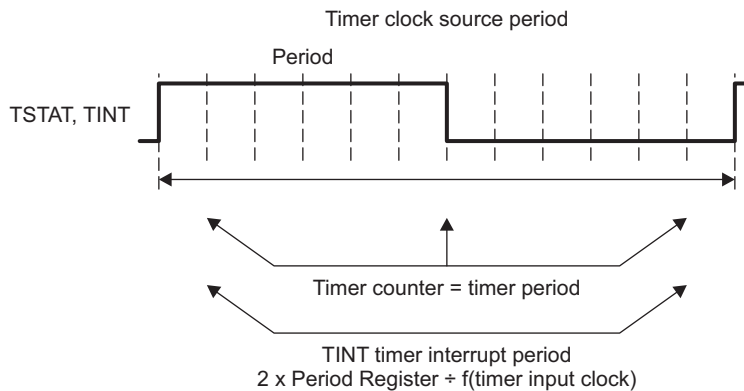 Timer clock source period
Period
TSTAT, TINT
Timer counter = timer period
TINT timer interrupt period
2 x Period Register ÷ f(timer input clock)